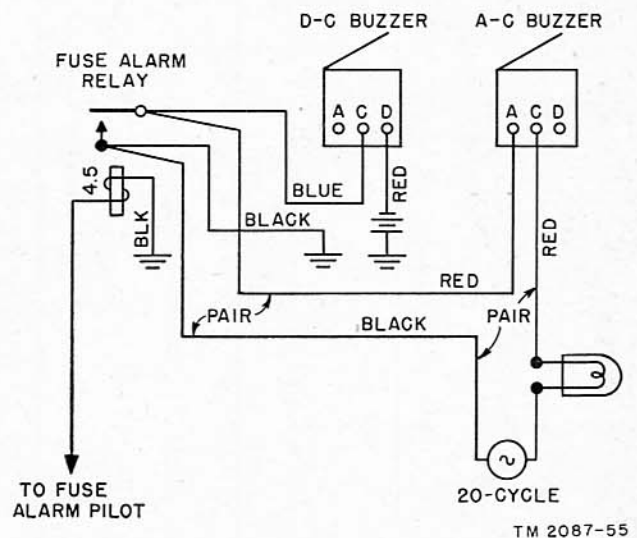 D-C BUZZER
A-C BUZZER
FUSE ALARM
RELAY
A C D
A C D
4.5
BLK
BLUE
RED
BLACK
RED
RED
PAIR
PAIR
BLACK
20-CYCLE
TO FUSE
ALARM PILOT
TM 2087-55